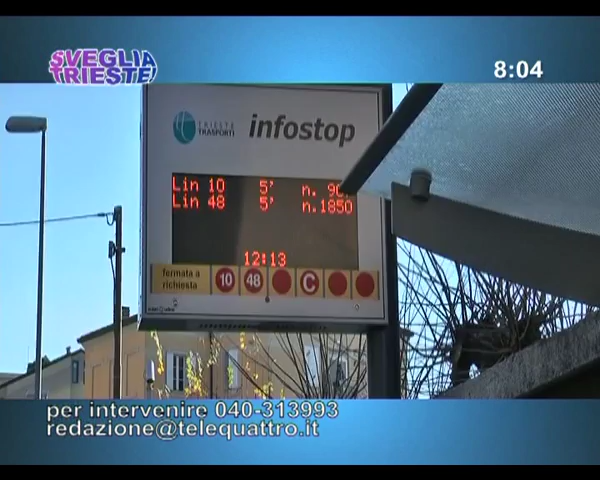 SVEGLIA
TRIESTE!
8:04
TRIESTE
TRASPORTI
infostop
Lin 10 5' n.
Lin 48 5' n.1850
12:13
fermata a
richiesta
10 48 C
per intervenire 040-313993
redazione@telequattro.it